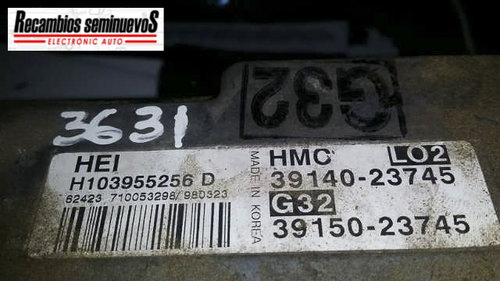 Recambios seminuevoS
ELECTRONIC AUTO
G32
3631
HEI
H103955256 D
62423 710053298/980323
MADE IN KOREA
HMC LO2
39140-23745
G32
39150-23745